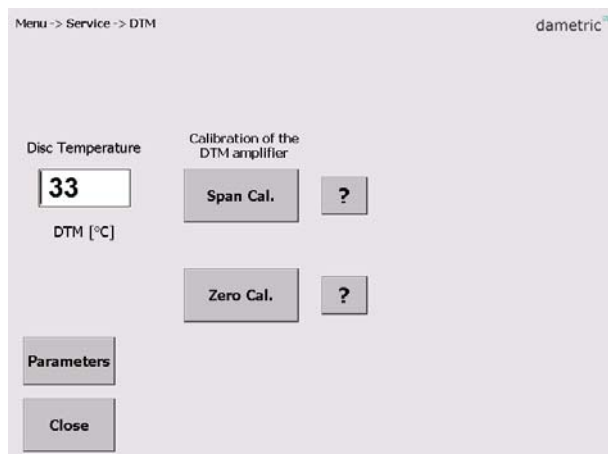 Menu -> Service -> DTM
dametric
Disc Temperature
33
DTM [°C]
Calibration of the
DTM amplifier
Span Cal.
?
Zero Cal.
?
Parameters
Close